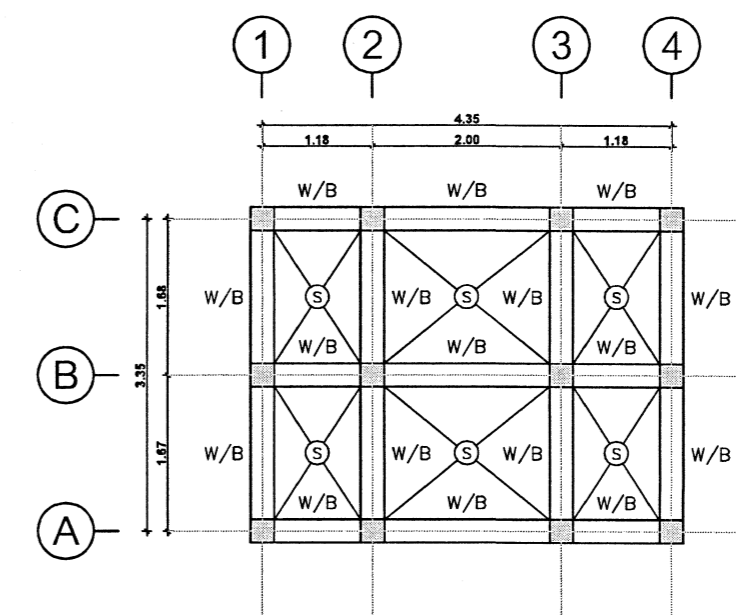 1 2 3 4
4.35
1.18 2.00 1.18
W/B W/B W/B
C
W/B S W/B S W/B S W/B
1.68
W/B W/B W/B
B
3.35
W/B S W/B S W/B S W/B
1.67
W/B W/B W/B
A